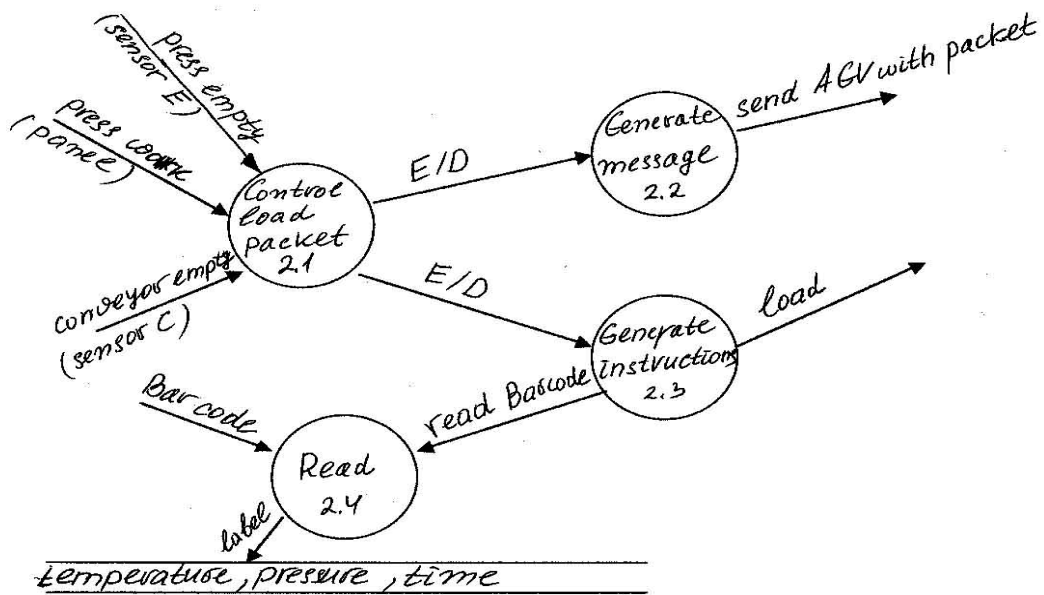 press empty
(sensor E)
press work
(panel)
conveyor empty
(sensor C)
Control
load
packet
2.1
E/D
E/D
Generate
message
2.2
send AGV with packet
Generate
instructions
2.3
load
read Barcode
Bar code
Read
2.4
label
temperature, pressure, time